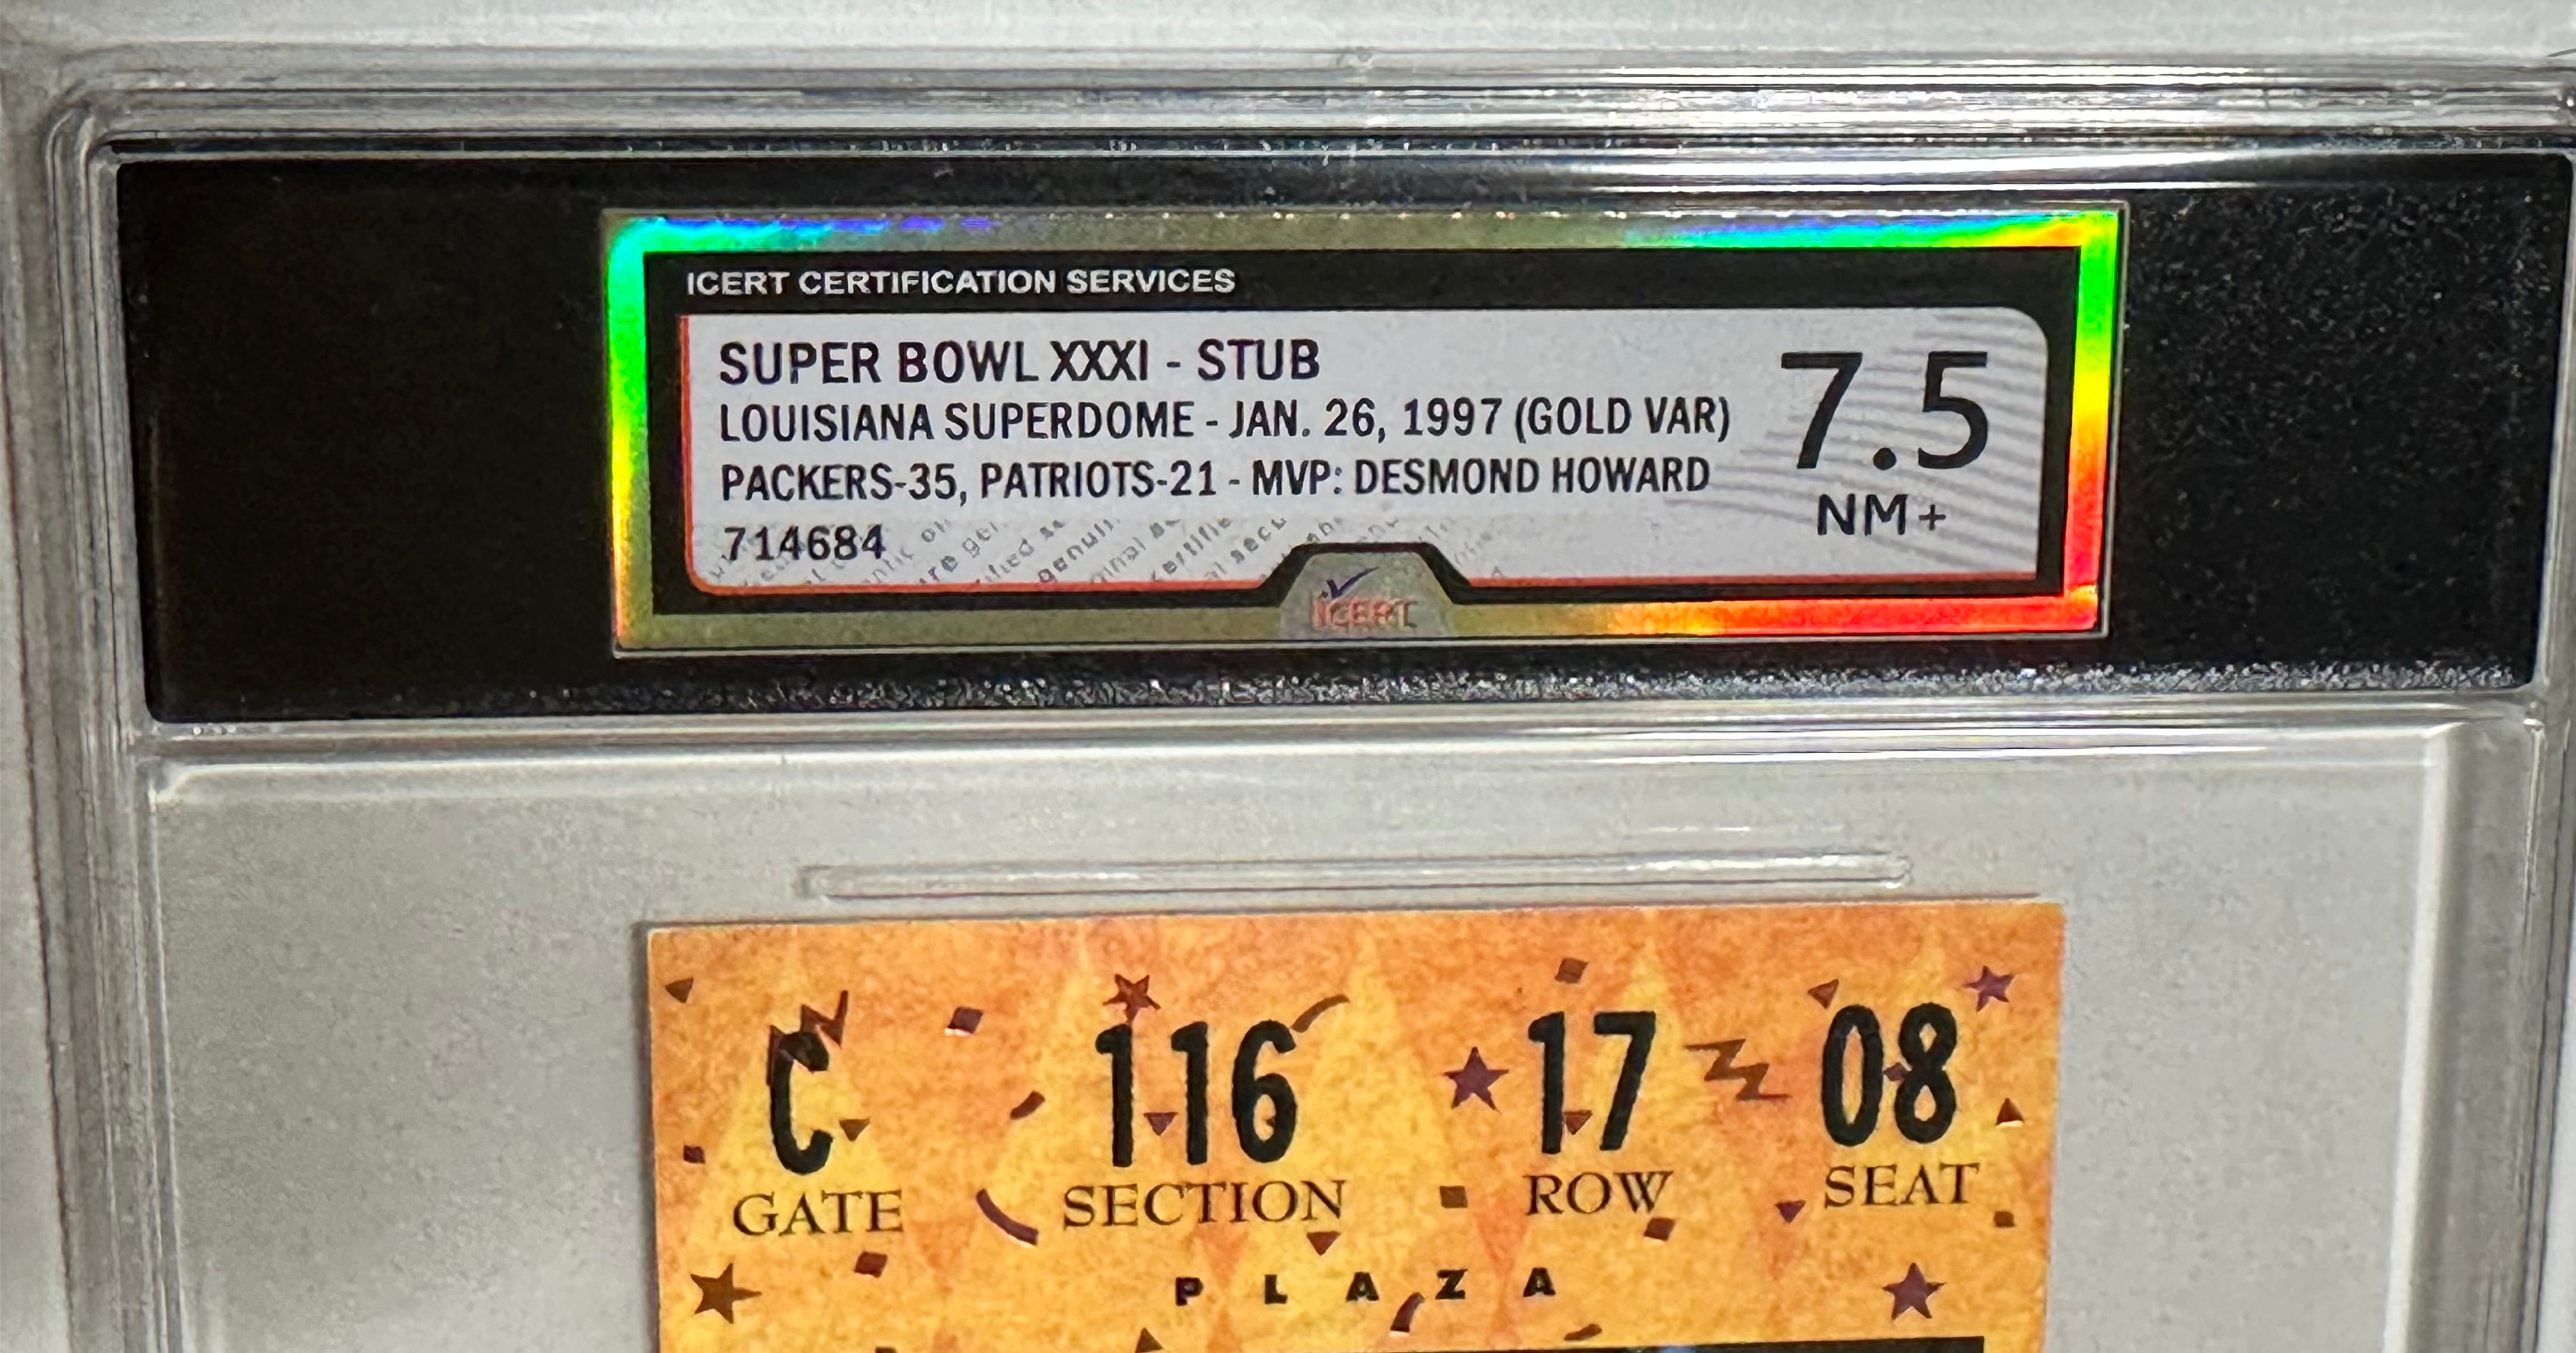 ICERT CERTIFICATION SERVICES
SUPER BOWL XXXI - STUB
LOUISIANA SUPERDOME - JAN. 26, 1997 (GOLD VAR)
PACKERS-35, PATRIOTS-21 - MVP: DESMOND HOWARD
714684
7.5
NM+
ICERT
C 116 17 08
GATE SECTION ROW SEAT
PLAZA